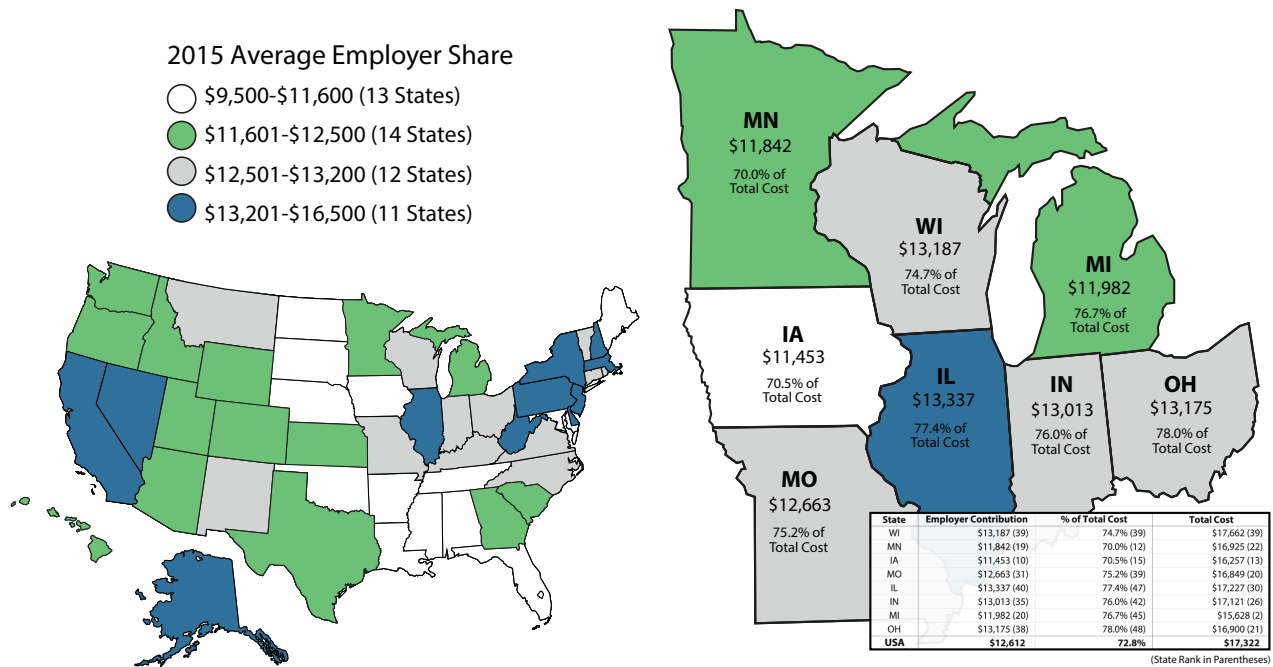 2015 Average Employer Share
$9,500-$11,600 (13 States)
$11,601-$12,500 (14 States)
$12,501-$13,200 (12 States)
$13,201-$16,500 (11 States)
MN
$11,842
70.0% of
Total Cost
WI
$13,187
74.7% of
Total Cost
MI
$11,982
76.7% of
Total Cost
IA
$11,453
70.5% of
Total Cost
IL
$13,337
77.4% of
Total Cost
IN
$13,013
76.0% of
Total Cost
OH
$13,175
78.0% of
Total Cost
MO
$12,663
75.2% of
Total Cost
State Employer Contribution % of Total Cost Total Cost
WI $13,187 (39) 74.7% (39) $17,662 (39)
MN $11,842 (19) 70.0% (12) $16,925 (22)
IA $11,453 (10) 70.5% (15) $16,257 (13)
MO $12,663 (31) 75.2% (39) $16,849 (20)
IL $13,337 (40) 77.4% (47) $17,227 (30)
IN $13,013 (35) 76.0% (42) $17,121 (26)
MI $11,982 (20) 76.7% (45) $15,628 (2)
OH $13,175 (38) 78.0% (48) $16,900 (21)
USA $12,612 72.8% $17,322
(State Rank in Parentheses)